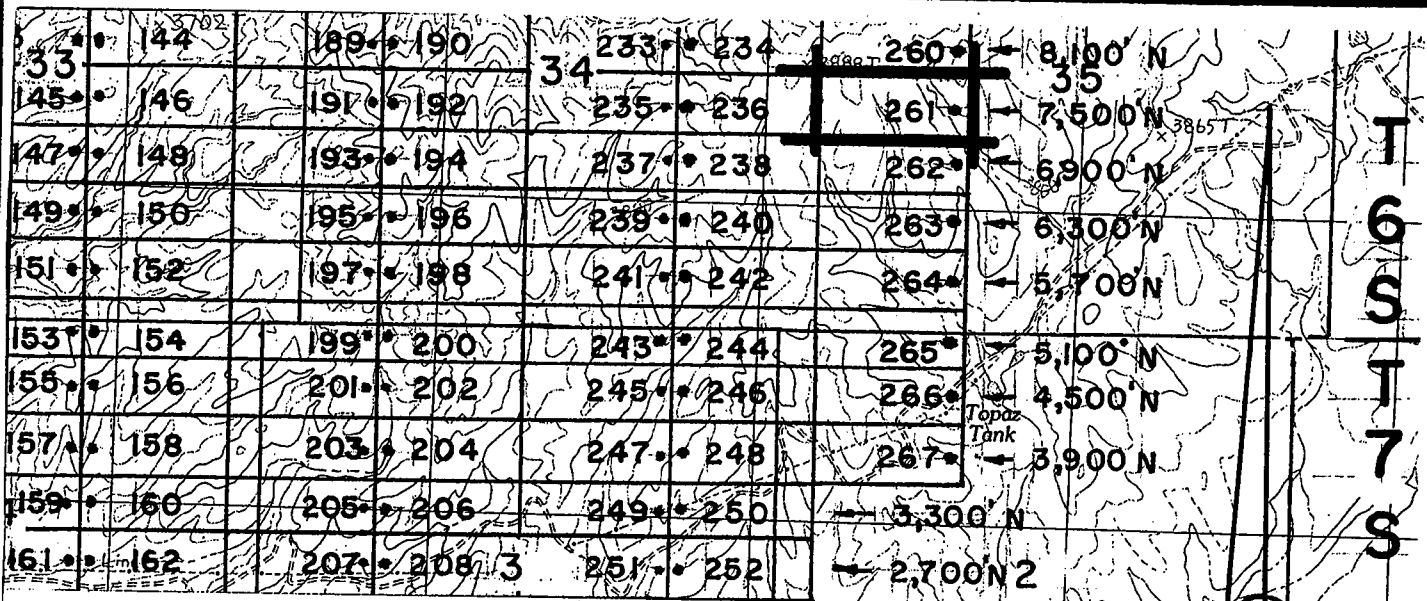 3702
144 189 190 233 234 260 8,100' N
33 34 3988T 35
145 146 191 192 235 236 261 7,500' N
3865T
147 148 193 194 237 238 262 6,900' N
149 150 195 196 239 240 263 6,300' N
151 152 197 198 241 242 264 5,700' N
153 154 199 200 243 244 265 5,100' N
155 156 201 202 245 246 266 4,500' N
Topaz
Tank
157 158 203 204 247 248 267 3,900' N
159 160 205 206 249 250 3,300' N
161 162 207 208 3 251 252 2,700' N 2
T
6
S
T
7
S